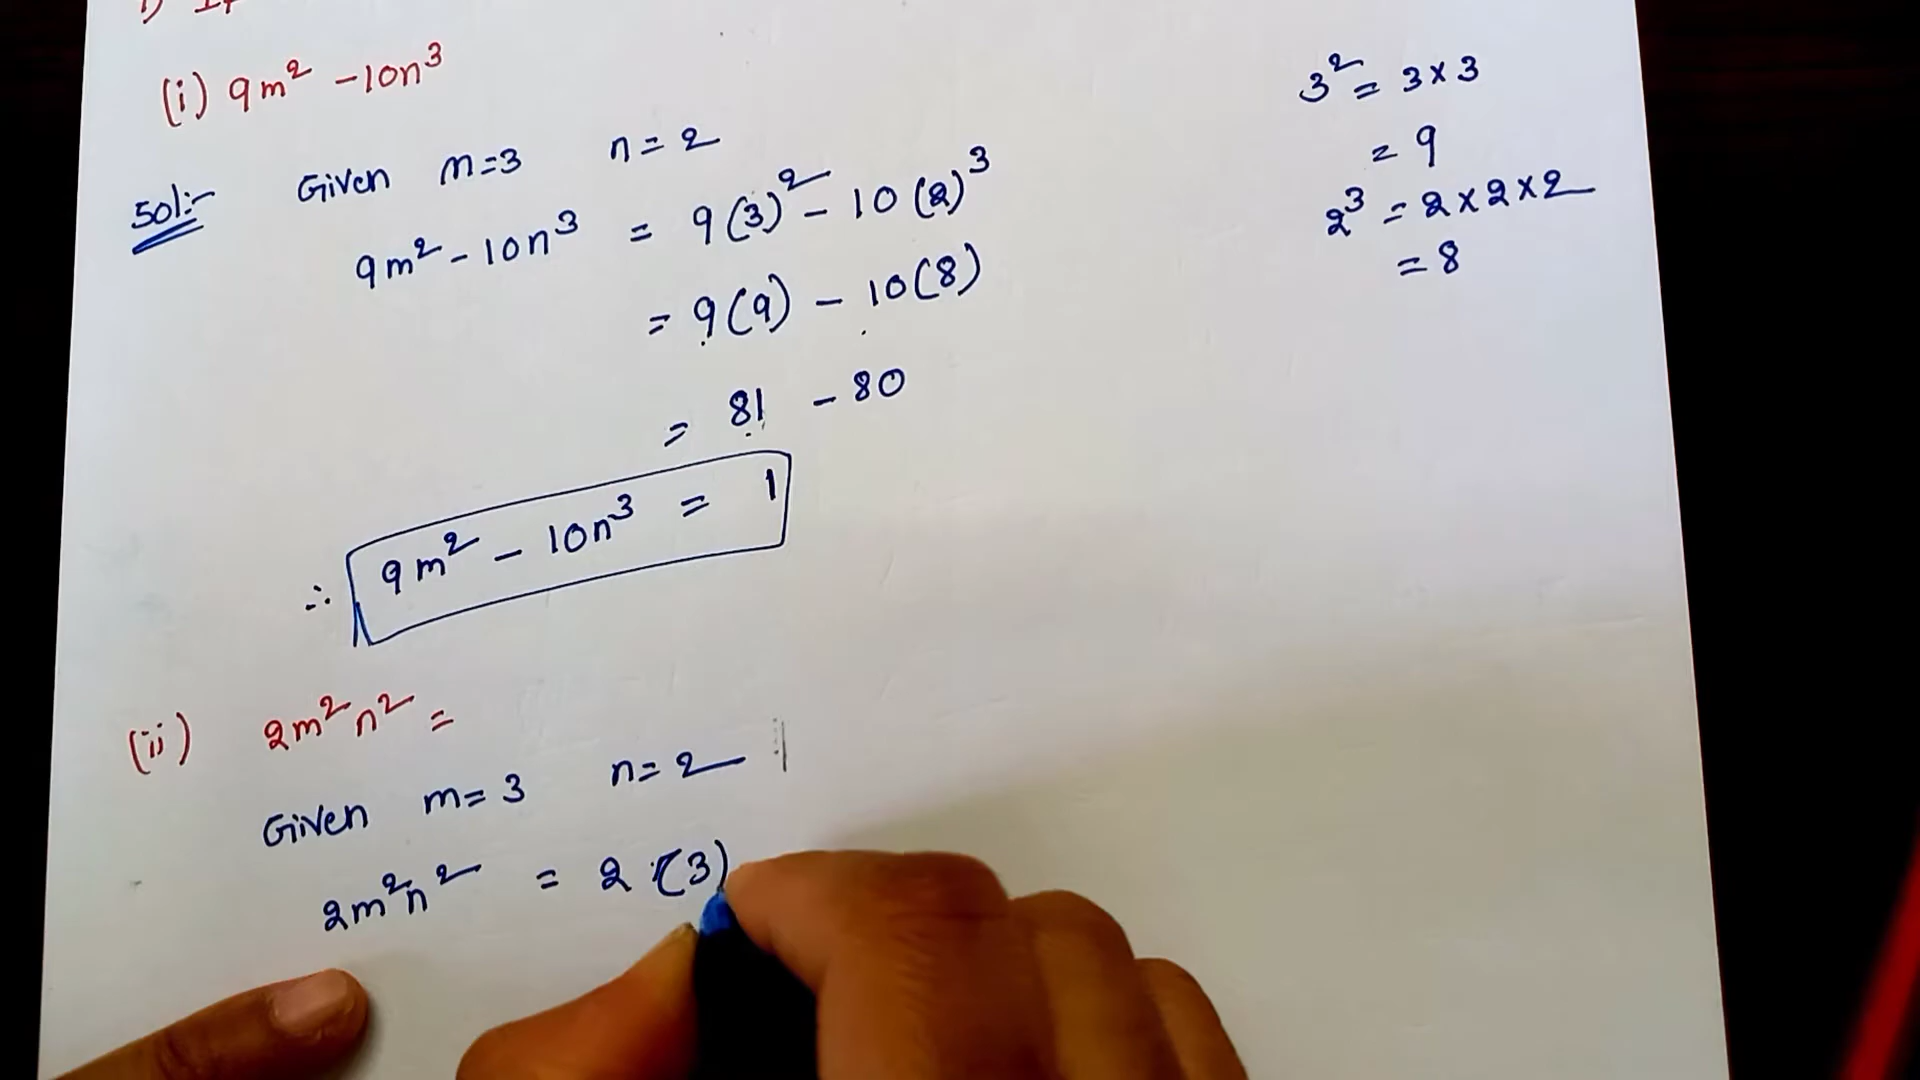 (i) 9m² - 10n³
Sol:- Given m=3 n=2
9m² - 10n³ = 9(3)² - 10(2)³
= 9(9) - 10(8)
= 81 - 80
∴ 9m² - 10n³ = 1
3² = 3×3
= 9
2³ = 2×2×2
= 8
(ii) 2m²n² =
Given m=3 n=2
2m²n² = 2 (3)